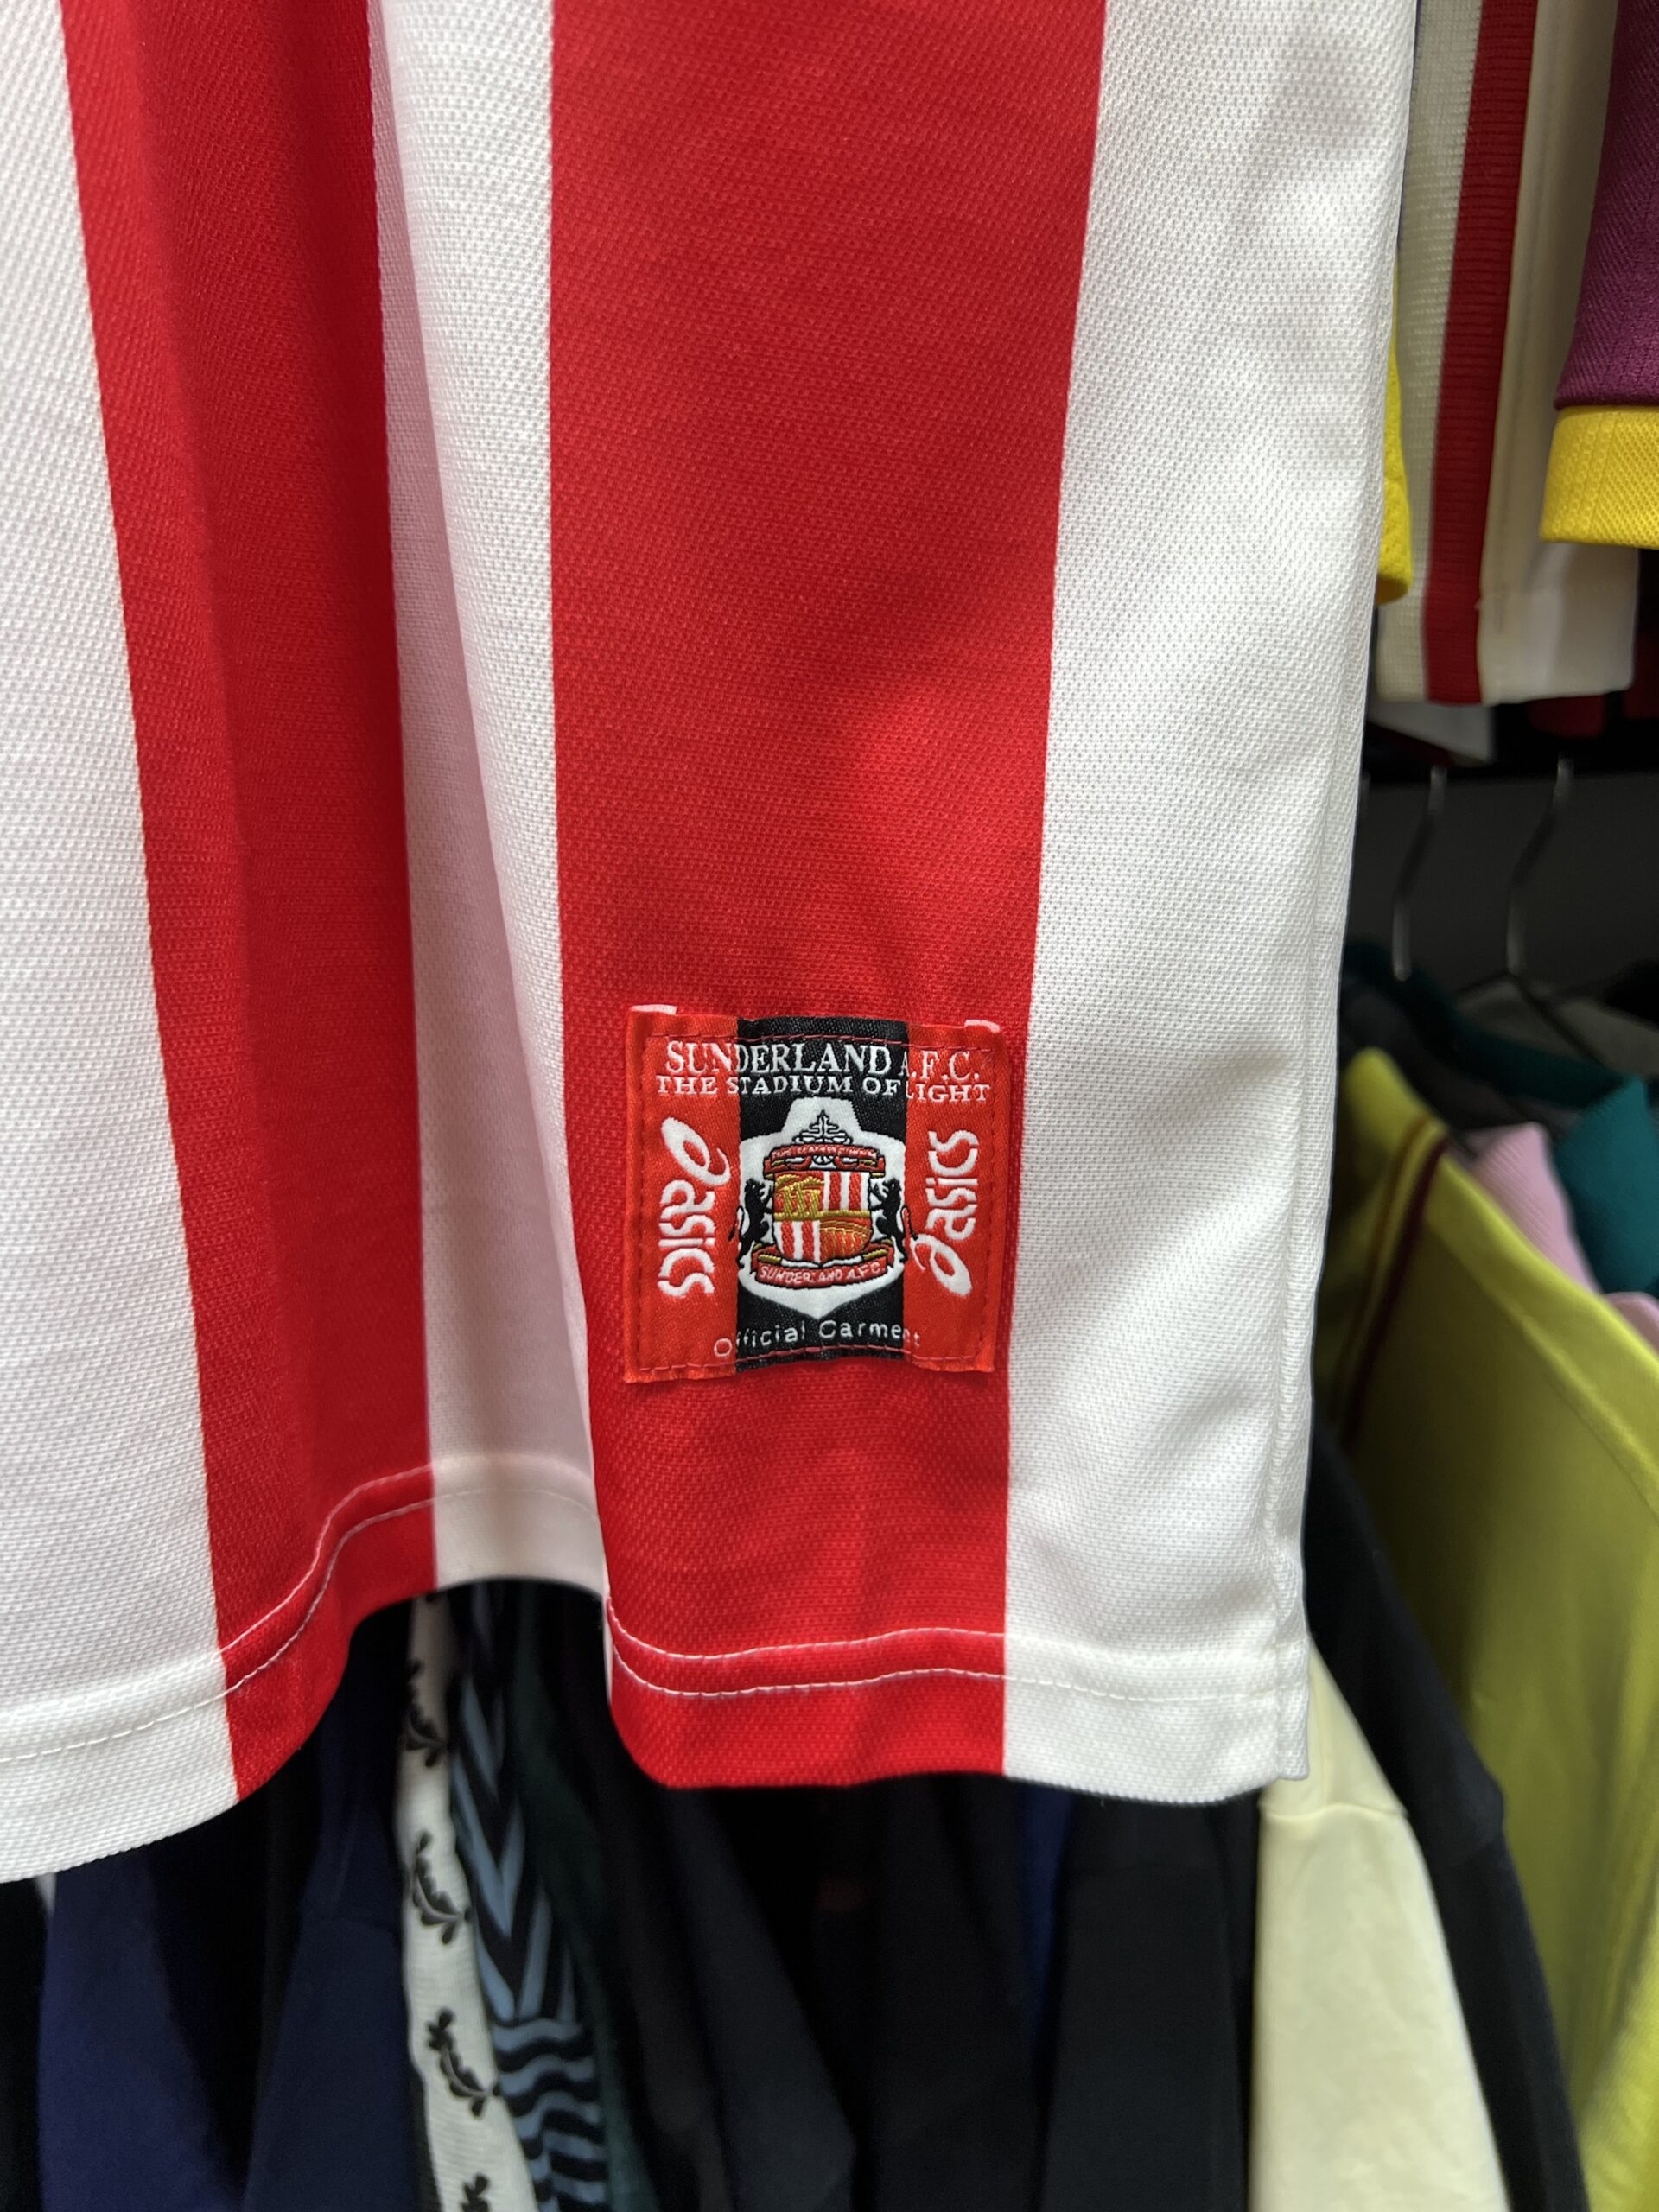 SUNDERLAND A.F.C.
THE STADIUM OF LIGHT
asics
asics
SUNDERLAND A.F.C.
Official Garment